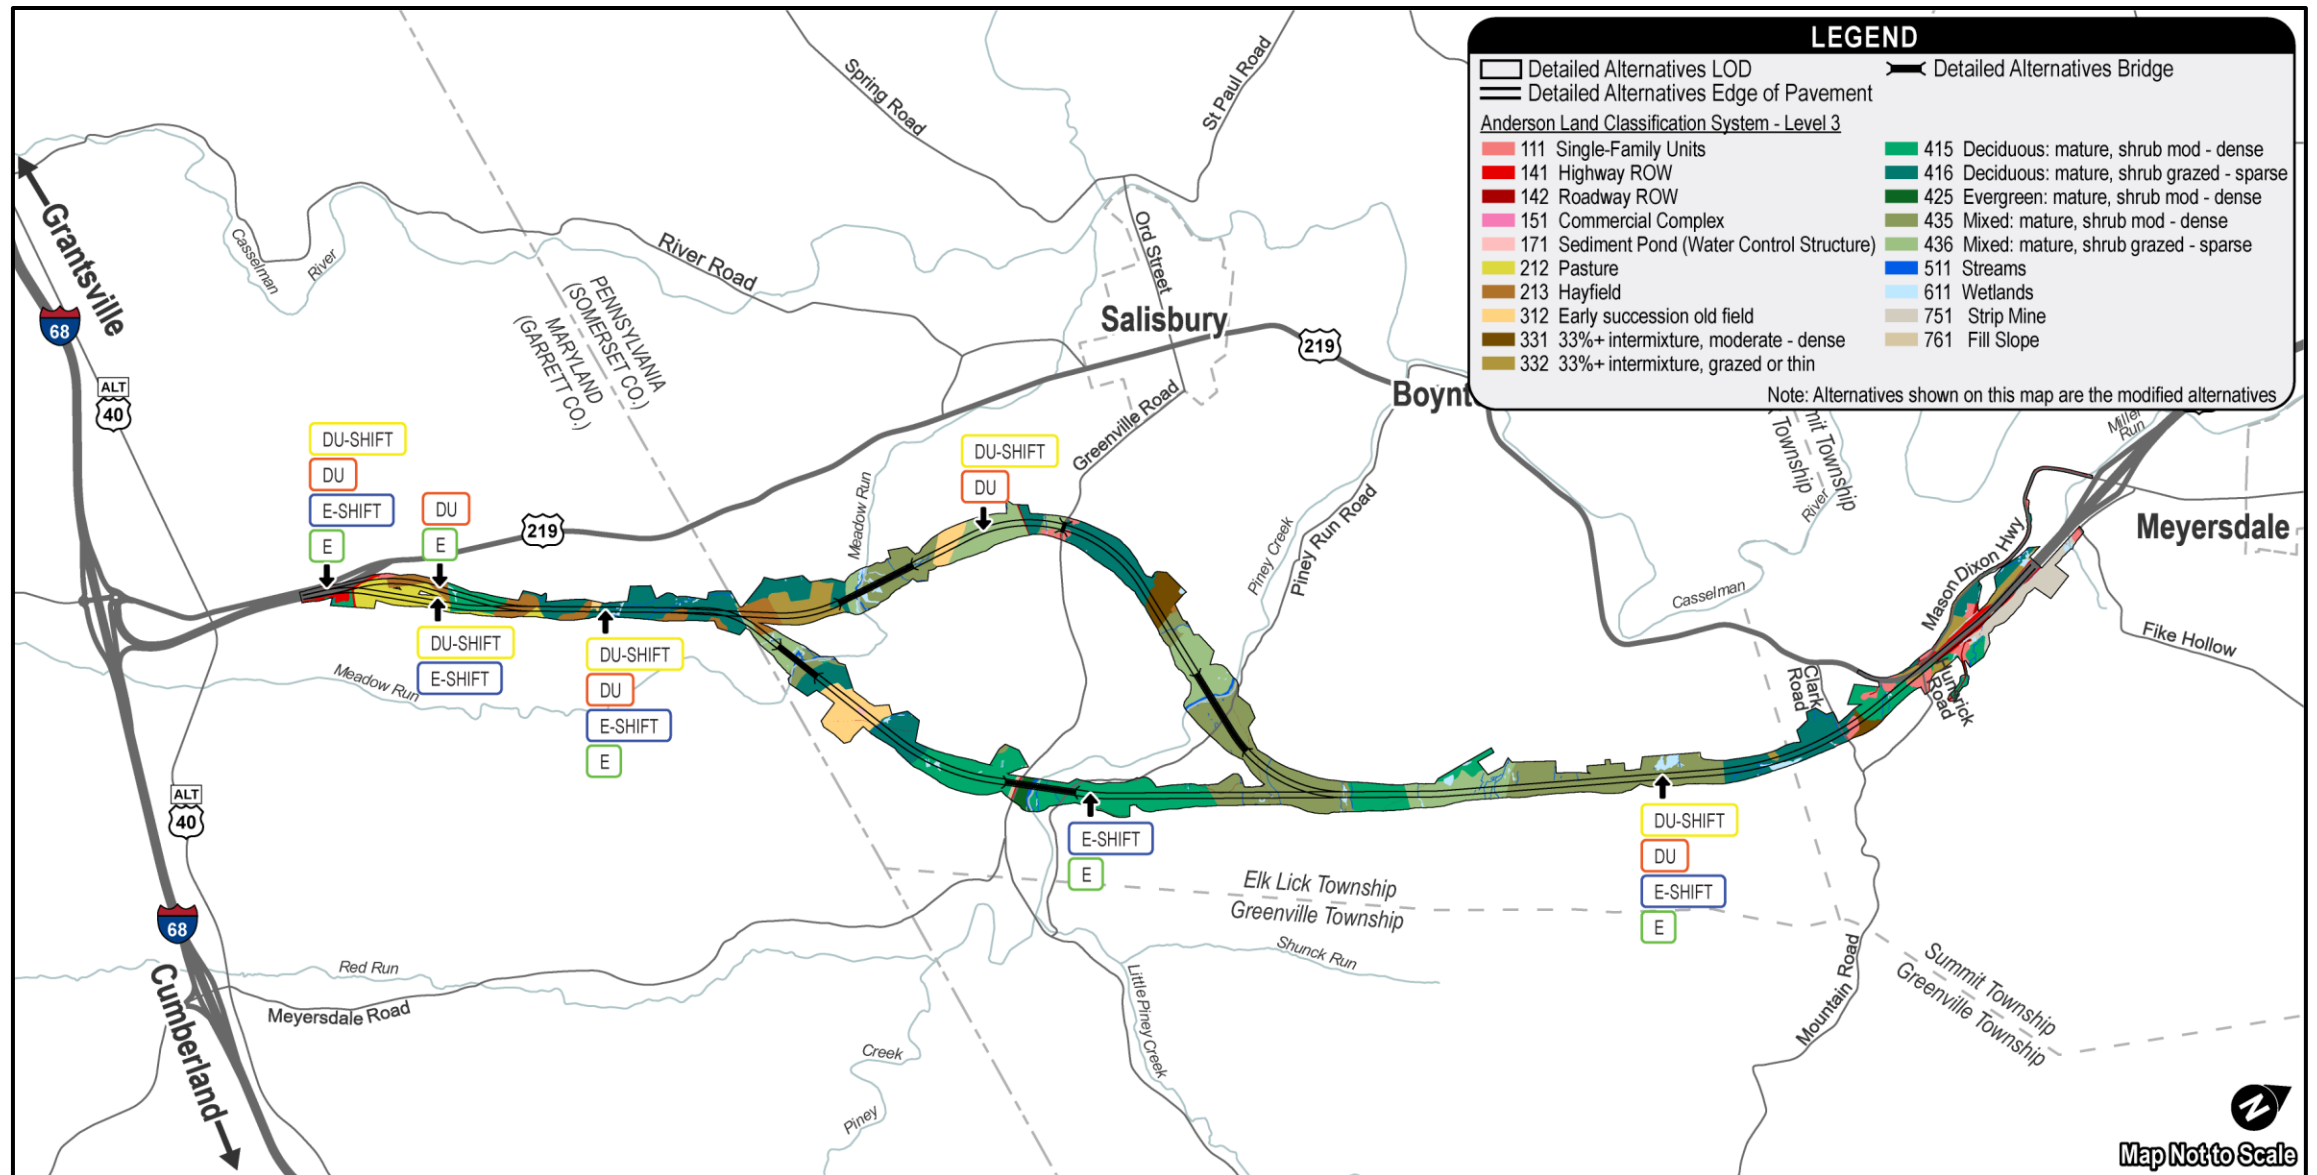 LEGEND
Detailed Alternatives LOD
Detailed Alternatives Bridge
Detailed Alternatives Edge of Pavement
Anderson Land Classification System - Level 3
111 Single-Family Units
141 Highway ROW
142 Roadway ROW
151 Commercial Complex
171 Sediment Pond (Water Control Structure)
212 Pasture
213 Hayfield
312 Early succession old field
331 33%+ intermixture, moderate - dense
332 33%+ intermixture, grazed or thin
415 Deciduous: mature, shrub mod - dense
416 Deciduous: mature, shrub grazed - sparse
425 Evergreen: mature, shrub mod - dense
435 Mixed: mature, shrub mod - dense
436 Mixed: mature, shrub grazed - sparse
511 Streams
611 Wetlands
751 Strip Mine
761 Fill Slope
Note: Alternatives shown on this map are the modified alternatives
Spring Road
St Paul Road
Grantsville
Casselman
River
River Road
Ord Street
PENNSYLVANIA
(SOMERSET CO.)
MARYLAND
(GARRETT CO.)
68
ALT
40
Salisbury
219
Boynt
Greenville Road
Township
mit Township
River
Miller
Run
DU-SHIFT
DU
E-SHIFT
E
DU
E
219
Meadow Run
DU-SHIFT
DU
Piney Creek
Piney Run Road
Meyersdale
Mason Dixon Hwy
Casselman
Fike Hollow
DU-SHIFT
E-SHIFT
Meadow Run
DU-SHIFT
DU
E-SHIFT
E
Clark
Road
Road
ALT
40
E-SHIFT
E
DU-SHIFT
DU
E-SHIFT
E
Elk Lick Township
Greenville Township
68
Cumberland
Red Run
Meyersdale Road
Shunck Run
Little Piney Creek
Creek
Piney
Mountain Road
Summit Township
Greenville Township
N
Map Not to Scale